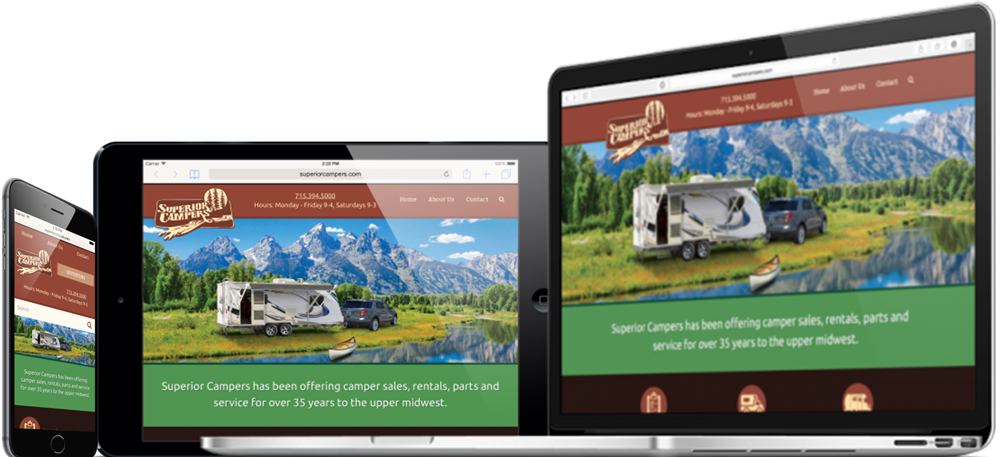 Home
About Us
Contact
SUPERIOR
CAMPERS
715.394.5000
Hours: Monday - Friday 9-4, Saturdays 9-3
Search
Superior Campers has been offering
camper sales, rentals, parts and service
for over 35 years to the upper midwest.
Carrier
2:02 PM
100%
superiorcampers.com
SUPERIOR
CAMPERS
715.394.5000
Hours: Monday - Friday 9-4, Saturdays 9-3
Home
About Us
Contact
Superior Campers has been offering camper sales, rentals, parts and
service for over 35 years to the upper midwest.
superiorcampers.com
SUPERIOR
CAMPERS
715.394.5000
Hours: Monday - Friday 9-4, Saturdays 9-3
Home
About Us
Contact
Superior Campers has been offering camper sales, rentals, parts and
service for over 35 years to the upper midwest.